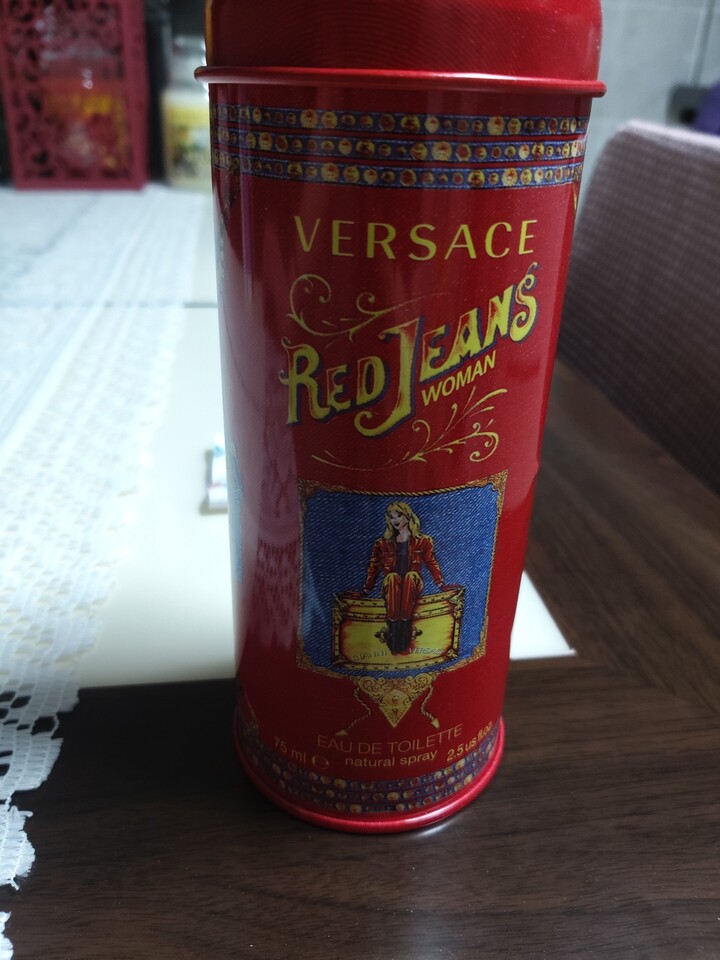 VERSACE
RED JEANS
WOMAN
EAU DE TOILETTE
75 ml e natural spray 2.5 us fl.oz